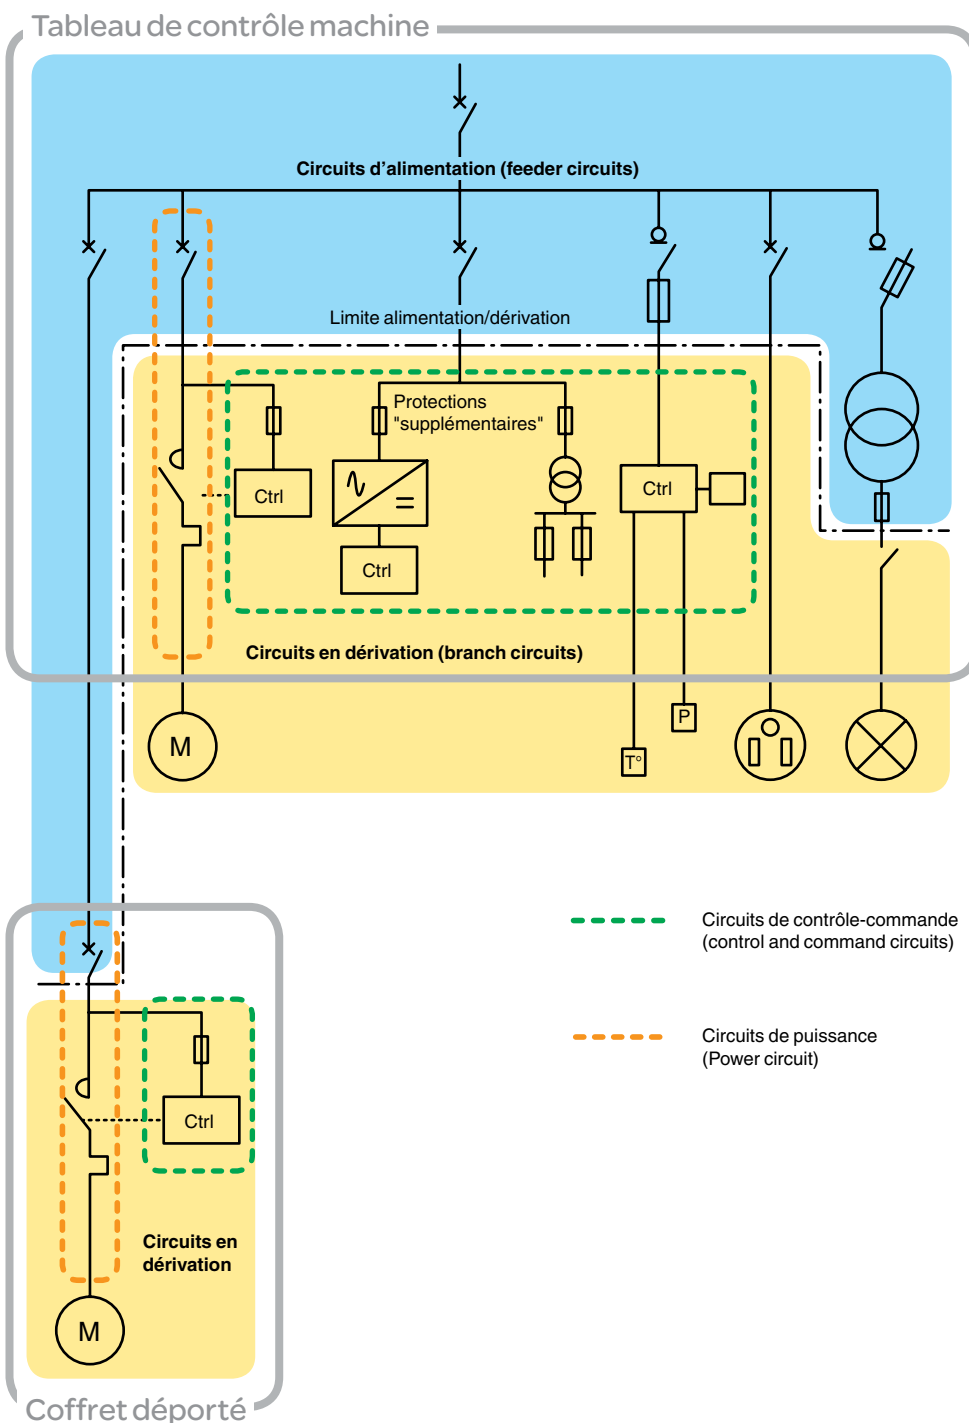 Tableau de contrôle machine
Circuits d'alimentation (feeder circuits)
Limite alimentation/dérivation
Protections
"supplémentaires"
Ctrl
Ctrl
Ctrl
Circuits en dérivation (branch circuits)
M
P
T°
Circuits de contrôle-commande
(control and command circuits)
Circuits de puissance
(Power circuit)
Ctrl
Circuits en
dérivation
M
Coffret déporté